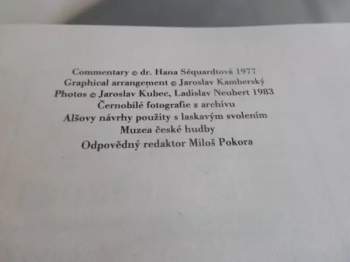 Commentary © dr. Hana Séquardtová 1977
Graphical arrangement © Jaroslav Kamberský
Photos © Jaroslav Kubec, Ladislav Neubert 1983
Černobílé fotografie z archivu
Alšovy návrhy použity s laskavým svolením
Muzea české hudby
Odpovědný redaktor Miloš Pokora